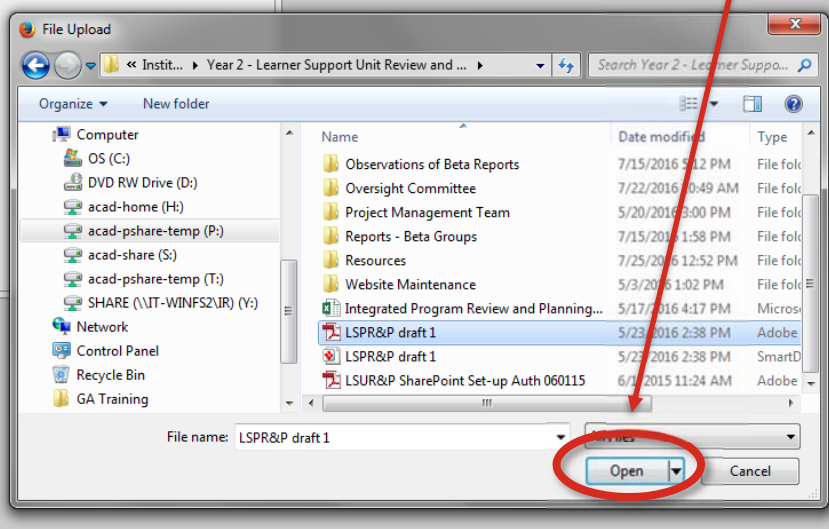 File Upload
« Instit... Year 2 - Learner Support Unit Review and ... Search Year 2 - Learner Suppo...
Organize New folder
Computer
OS (C:)
DVD RW Drive (D:)
acad-home (H:)
acad-pshare-temp (P:)
acad-share (S:)
acad-pshare-temp (T:)
SHARE (\\IT-WINFS2\IR) (Y:)
Network
Control Panel
Recycle Bin
GA Training
Name Date modified Type
Observations of Beta Reports 7/15/2016 5:12 PM File fold
Oversight Committee 7/22/2016 10:49 AM File fold
Project Management Team 5/20/2016 3:00 PM File fold
Reports - Beta Groups 7/15/2016 1:58 PM File fold
Resources 7/25/2016 12:52 PM File fold
Website Maintenance 5/3/2016 1:02 PM File fold
Integrated Program Review and Planning... 5/17/2016 4:17 PM Microso
LSPR&P draft 1 5/23/2016 2:38 PM Adobe
LSPR&P draft 1 5/23/2016 2:38 PM SmartD
LSUR&P SharePoint Set-up Auth 060115 6/1/2015 11:24 AM Adobe
File name: LSPR&P draft 1 All Files
Open Cancel